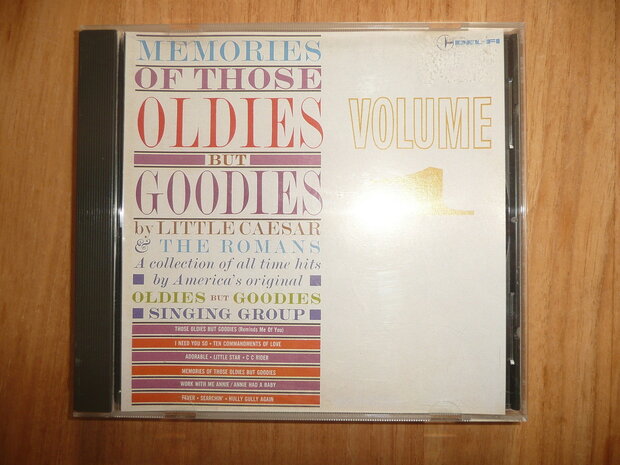 MEMORIES
OF THOSE
OLDIES
BUT
GOODIES
by LITTLE CAESAR
& THE ROMANS
A collection of all time hits
by America's original
OLDIES BUT GOODIES
SINGING GROUP
THOSE OLDIES BUT GOODIES (Reminds Me Of You)
I NEED YOU SO • TEN COMMANDMENTS OF LOVE
ADORABLE • LITTLE STAR • C C RIDER
MEMORIES OF THOSE OLDIES BUT GOODIES
WORK WITH ME ANNIE / ANNIE HAD A BABY
FEVER • SEARCHIN' • HULLY GULLY AGAIN
DEL-FI
VOLUME
1